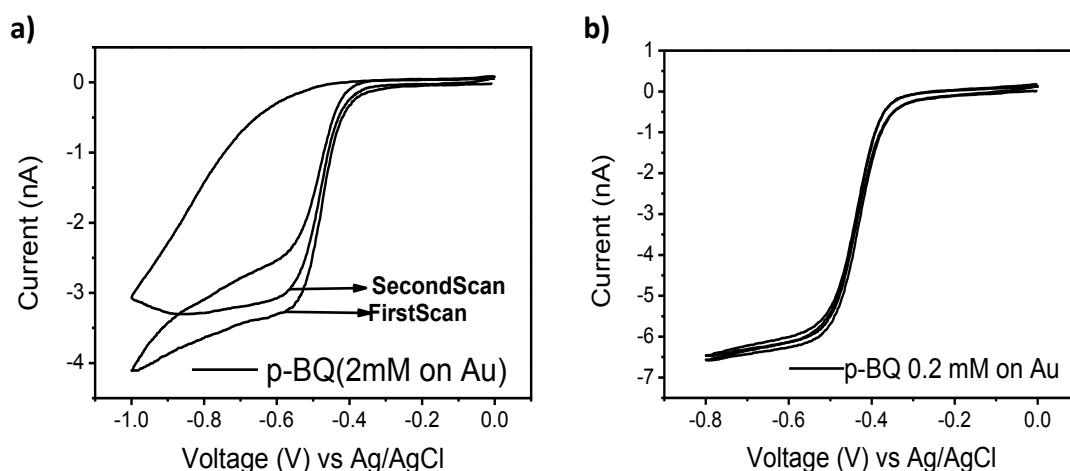 a)
0
-1
-2
-3
-4
-1.0 -0.8 -0.6 -0.4 -0.2 0.0
Current (nA)
Voltage (V) vs Ag/AgCl
SecondScan
FirstScan
p-BQ(2mM on Au)
b)
1
0
-1
-2
-3
-4
-5
-6
-7
-0.8 -0.6 -0.4 -0.2 0.0
Current (nA)
Voltage (V) vs Ag/AgCl
p-BQ 0.2 mM on Au